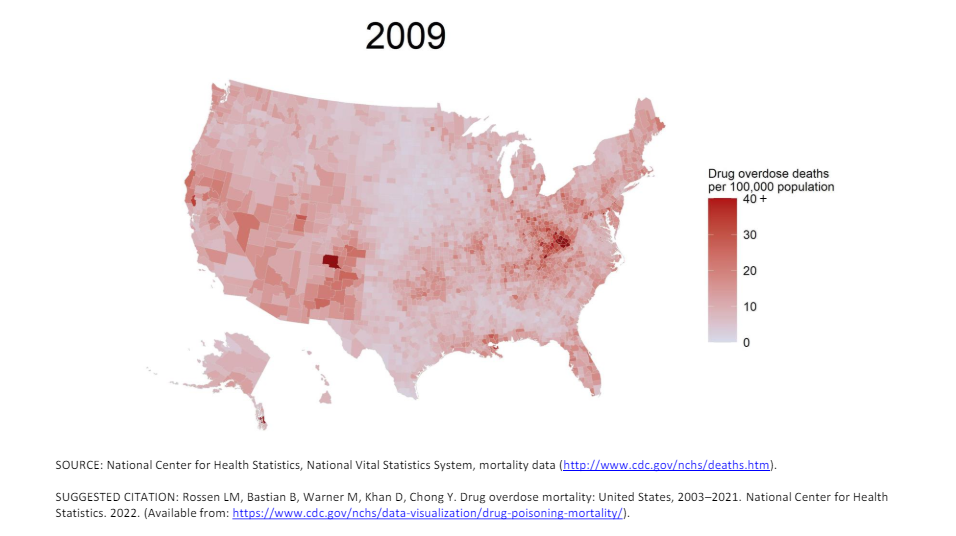 2009
Drug overdose deaths
per 100,000 population
40 +
30
20
10
0
SOURCE: National Center for Health Statistics, National Vital Statistics System, mortality data (http://www.cdc.gov/nchs/deaths.htm).
SUGGESTED CITATION: Rossen LM, Bastian B, Warner M, Khan D, Chong Y. Drug overdose mortality: United States, 2003–2021. National Center for Health
Statistics. 2022. (Available from: https://www.cdc.gov/nchs/data-visualization/drug-poisoning-mortality/).